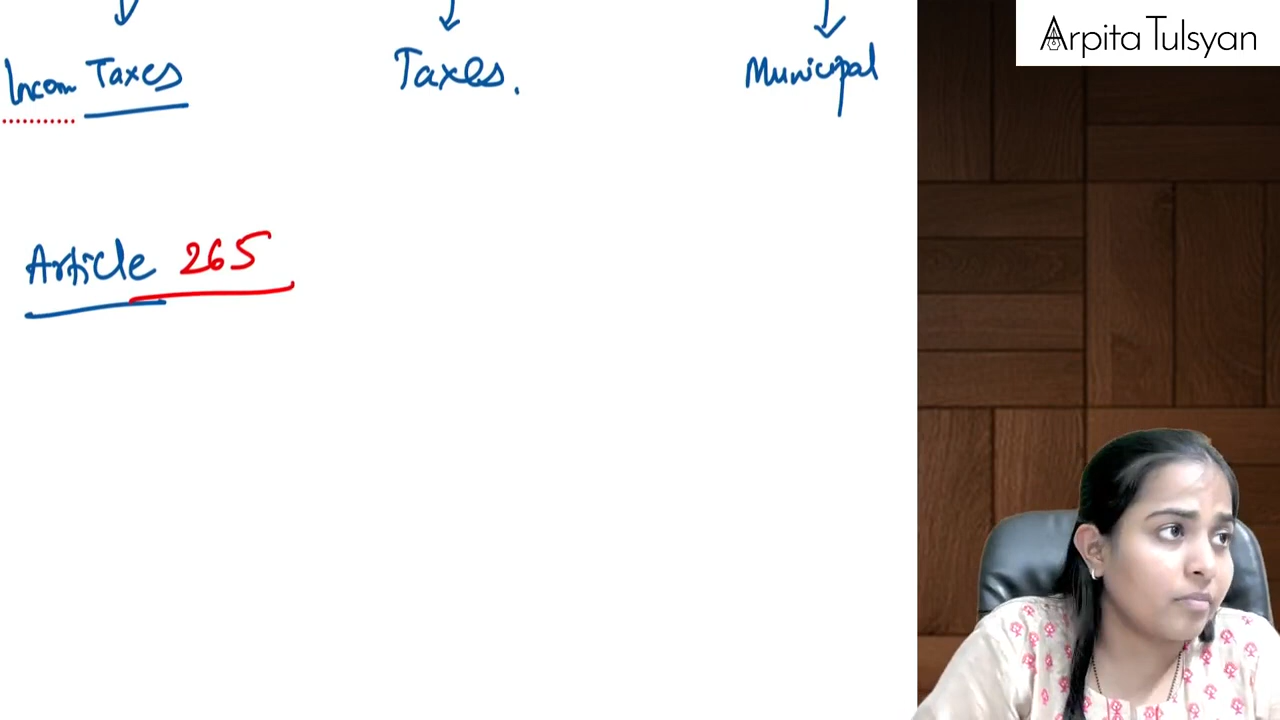 Arpita Tulsyan
Incom Taxes
Taxes.
Municipal
Article 265